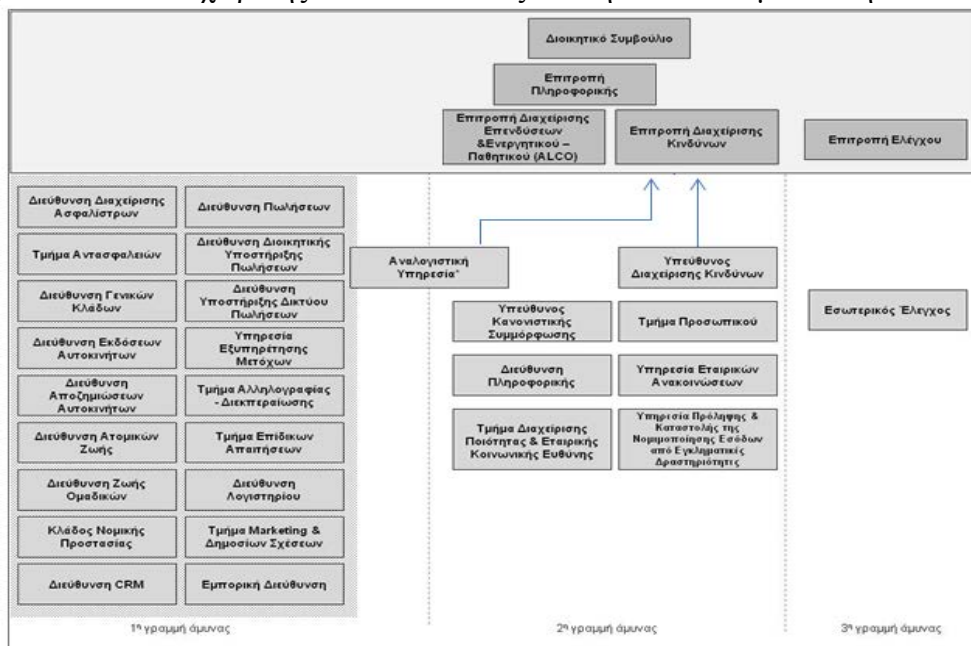 Διοικητικό Συμβούλιο
Επιτροπή
Πληροφορικής
Επιτροπή Διαχείρισης
Επενδύσεων
&Ενεργητικού –
Παθητικού (ALCO)
Επιτροπή Διαχείρισης
Κινδύνων
Επιτροπή Ελέγχου
Διεύθυνση Διαχείρισης
Ασφαλίστρων
Διεύθυνση Πωλήσεων
Τμήμα Αντασφαλειών
Διεύθυνση Διοικητικής
Υποστήριξης
Πωλήσεων
Διεύθυνση Γενικών
Κλάδων
Διεύθυνση
Υποστήριξης Δικτύου
Πωλήσεων
Διεύθυνση Εκδόσεων
Αυτοκινήτων
Υπηρεσία
Εξυπηρέτησης
Μετόχων
Διεύθυνση
Αποζημιώσεων
Αυτοκινήτων
Τμήμα Αλληλογραφίας
- Διεκπεραίωσης
Διεύθυνση Ατομικών
Ζωής
Τμήμα Επίδικων
Απαιτήσεων
Διεύθυνση Ζωής
Ομαδικών
Διεύθυνση
Λογιστηρίου
Κλάδος Νομικής
Προστασίας
Τμήμα Marketing &
Δημοσίων Σχέσεων
Διεύθυνση CRM
Εμπορική Διεύθυνση
Αναλογιστική
Υπηρεσία*
Υπεύθυνος
Διαχείρισης Κινδύνων
Υπεύθυνος
Κανονιστικής
Συμμόρφωσης
Τμήμα Προσωπικού
Διεύθυνση
Πληροφορικής
Υπηρεσία Εταιρικών
Ανακοινώσεων
Τμήμα Διαχείρισης
Ποιότητας & Εταιρικής
Κοινωνικής Ευθύνης
Υπηρεσία Πρόληψης &
Καταστολής της
Νομιμοποίησης Εσόδων
από Εγκληματικές
Δραστηριότητες
Εσωτερικός Έλεγχος
1η γραμμή άμυνας
2η γραμμή άμυνας
3η γραμμή άμυνας